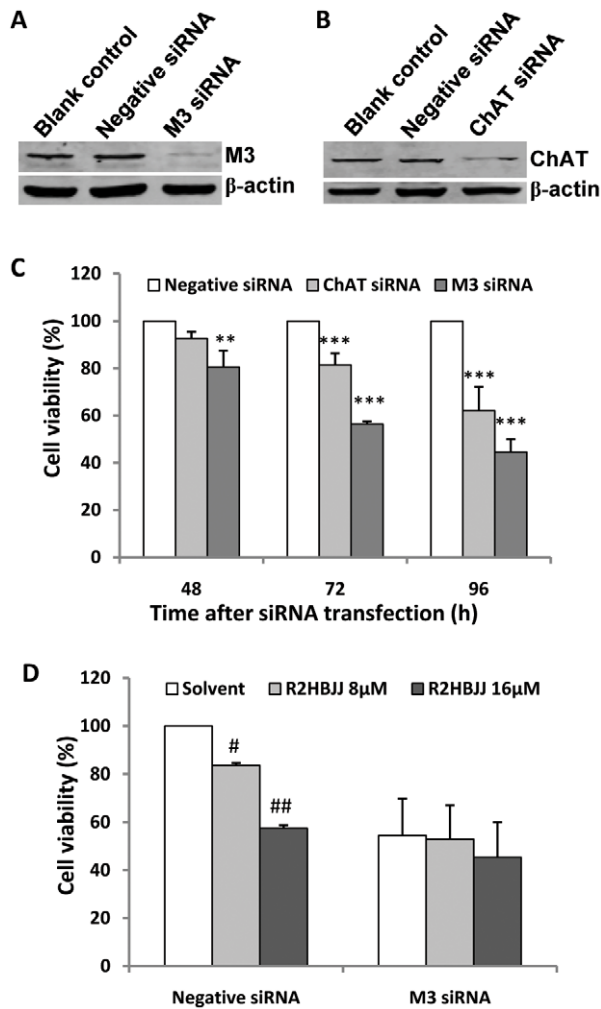 A
Blank control
Negative siRNA
M3 siRNA
M3
β-actin
B
Blank control
Negative siRNA
ChAT siRNA
ChAT
β-actin
C
Cell viability (%)
120
100
80
60
40
20
0
Negative siRNA
ChAT siRNA
M3 siRNA
**
***
***
***
***
48
72
96
Time after siRNA transfection (h)
D
Cell viability (%)
120
100
80
60
40
20
0
Solvent
R2HBJJ 8μM
R2HBJJ 16μM
#
##
Negative siRNA
M3 siRNA